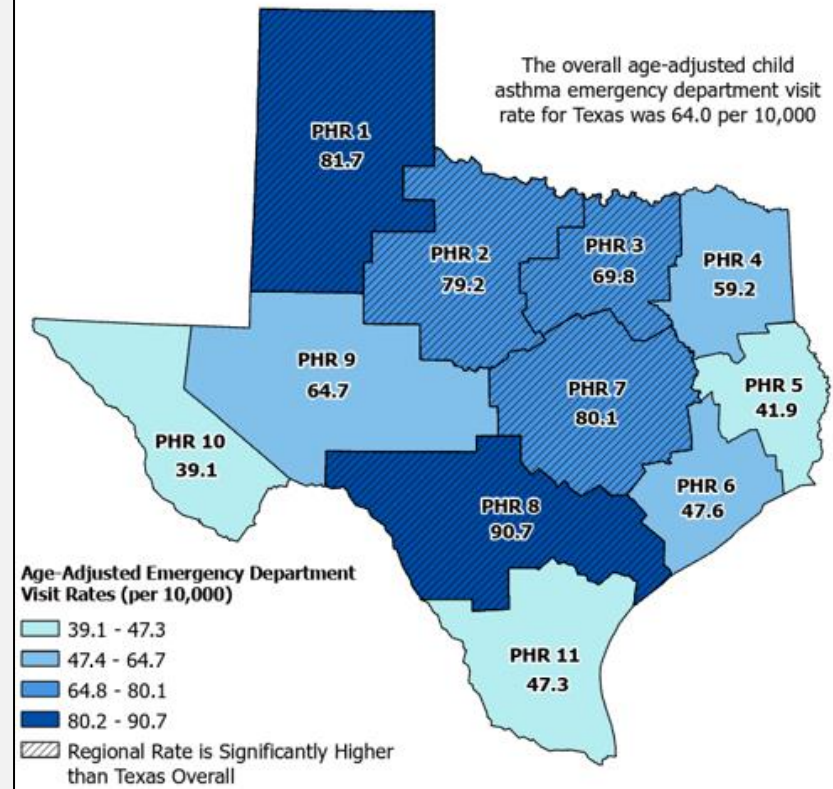 The overall age-adjusted child
asthma emergency department visit
rate for Texas was 64.0 per 10,000
PHR 1
81.7
PHR 2
79.2
PHR 3
69.8
PHR 4
59.2
PHR 9
64.7
PHR 7
80.1
PHR 5
41.9
PHR 10
39.1
PHR 6
47.6
PHR 8
90.7
PHR 11
47.3
Age-Adjusted Emergency Department
Visit Rates (per 10,000)
39.1 - 47.3
47.4 - 64.7
64.8 - 80.1
80.2 - 90.7
Regional Rate is Significantly Higher
than Texas Overall